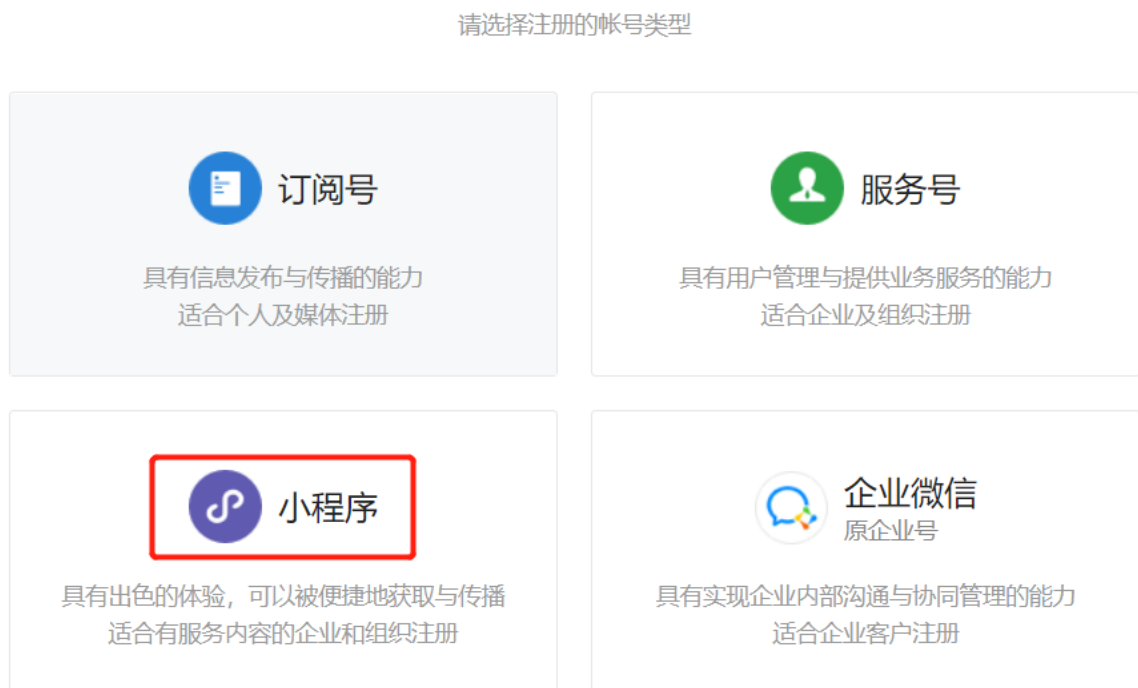 请选择注册的帐号类型
订阅号
具有信息发布与传播的能力
适合个人及媒体注册
服务号
具有用户管理与提供业务服务的能力
适合企业及组织注册
小程序
具有出色的体验，可以被便捷地获取与传播
适合有服务内容的企业和组织注册
企业微信
原企业号
具有实现企业内部沟通与协同管理的能力
适合企业客户注册